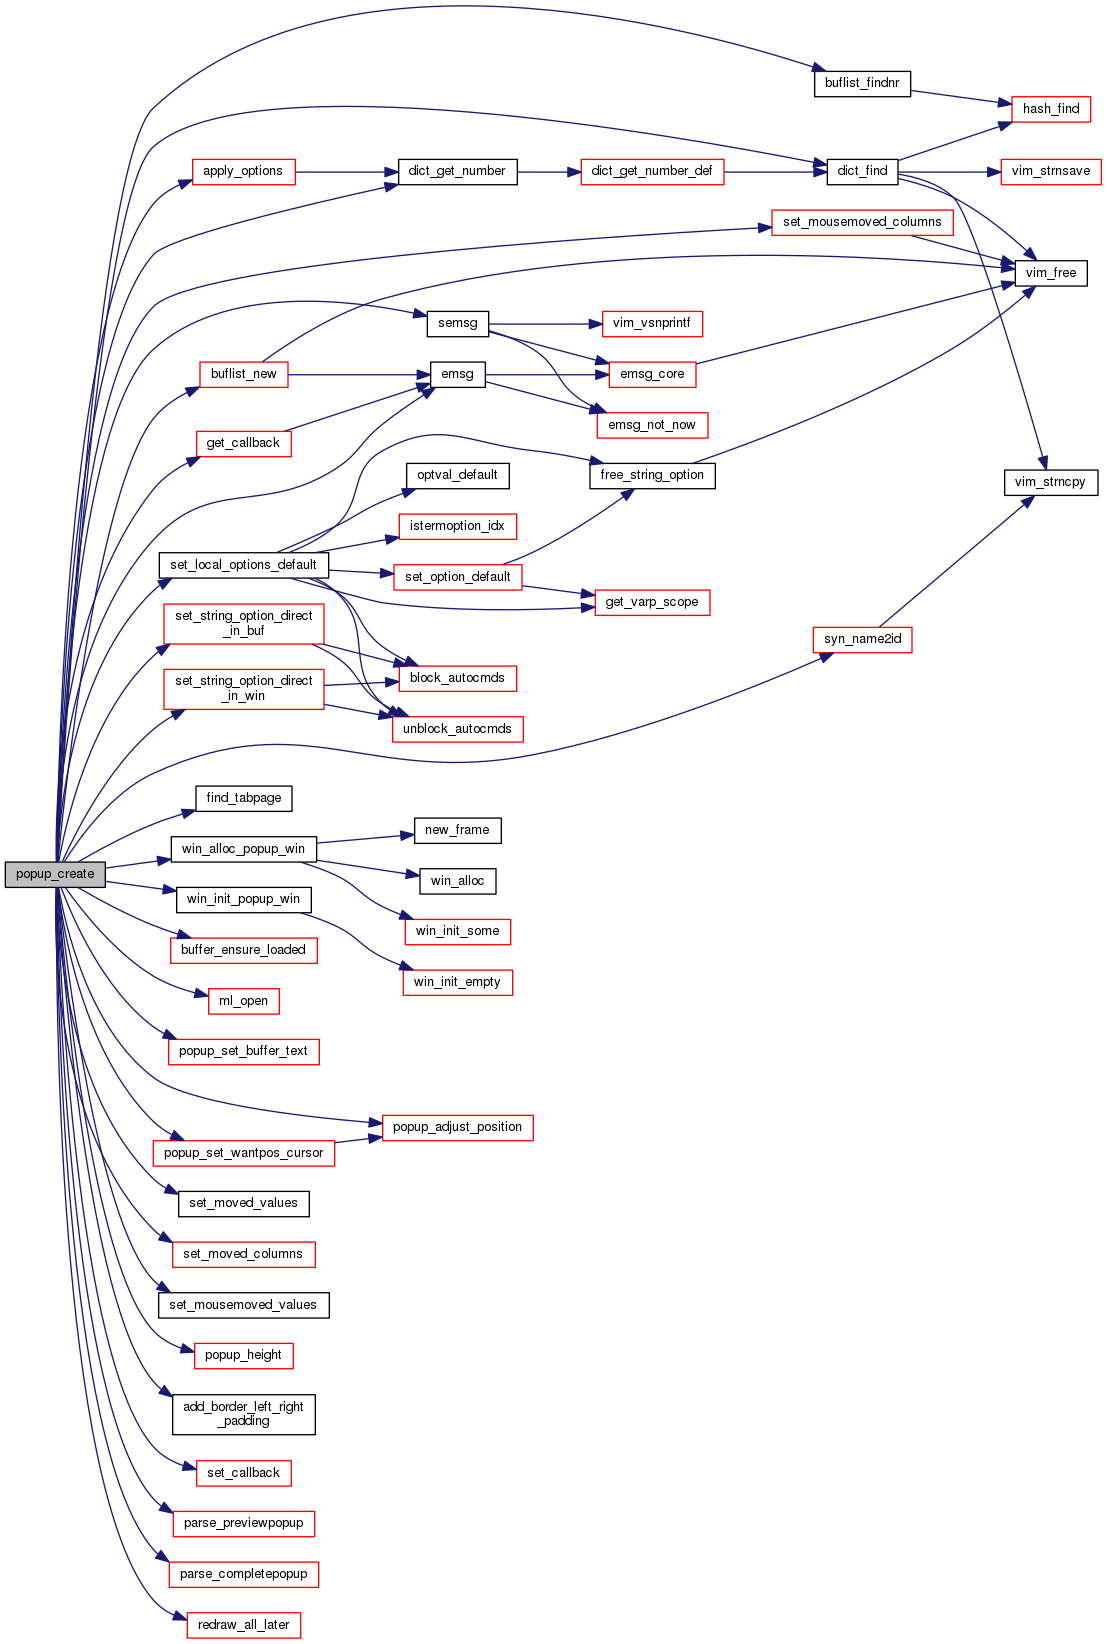 buflist_findnr
hash_find
apply_options
dict_get_number
dict_get_number_def
dict_find
vim_strnsave
set_mousemoved_columns
vim_free
semsg
vim_vsnprintf
buflist_new
emsg
emsg_core
emsg_not_now
get_callback
optval_default
free_string_option
vim_strncpy
istermoption_idx
set_local_options_default
set_option_default
get_varp_scope
set_string_option_direct
_in_buf
syn_name2id
set_string_option_direct
_in_win
block_autocmds
unblock_autocmds
find_tabpage
new_frame
win_alloc_popup_win
popup_create
win_alloc
win_init_popup_win
win_init_some
buffer_ensure_loaded
win_init_empty
ml_open
popup_set_buffer_text
popup_adjust_position
popup_set_wantpos_cursor
set_moved_values
set_moved_columns
set_mousemoved_values
popup_height
add_border_left_right
_padding
set_callback
parse_previewpopup
parse_completepopup
redraw_all_later